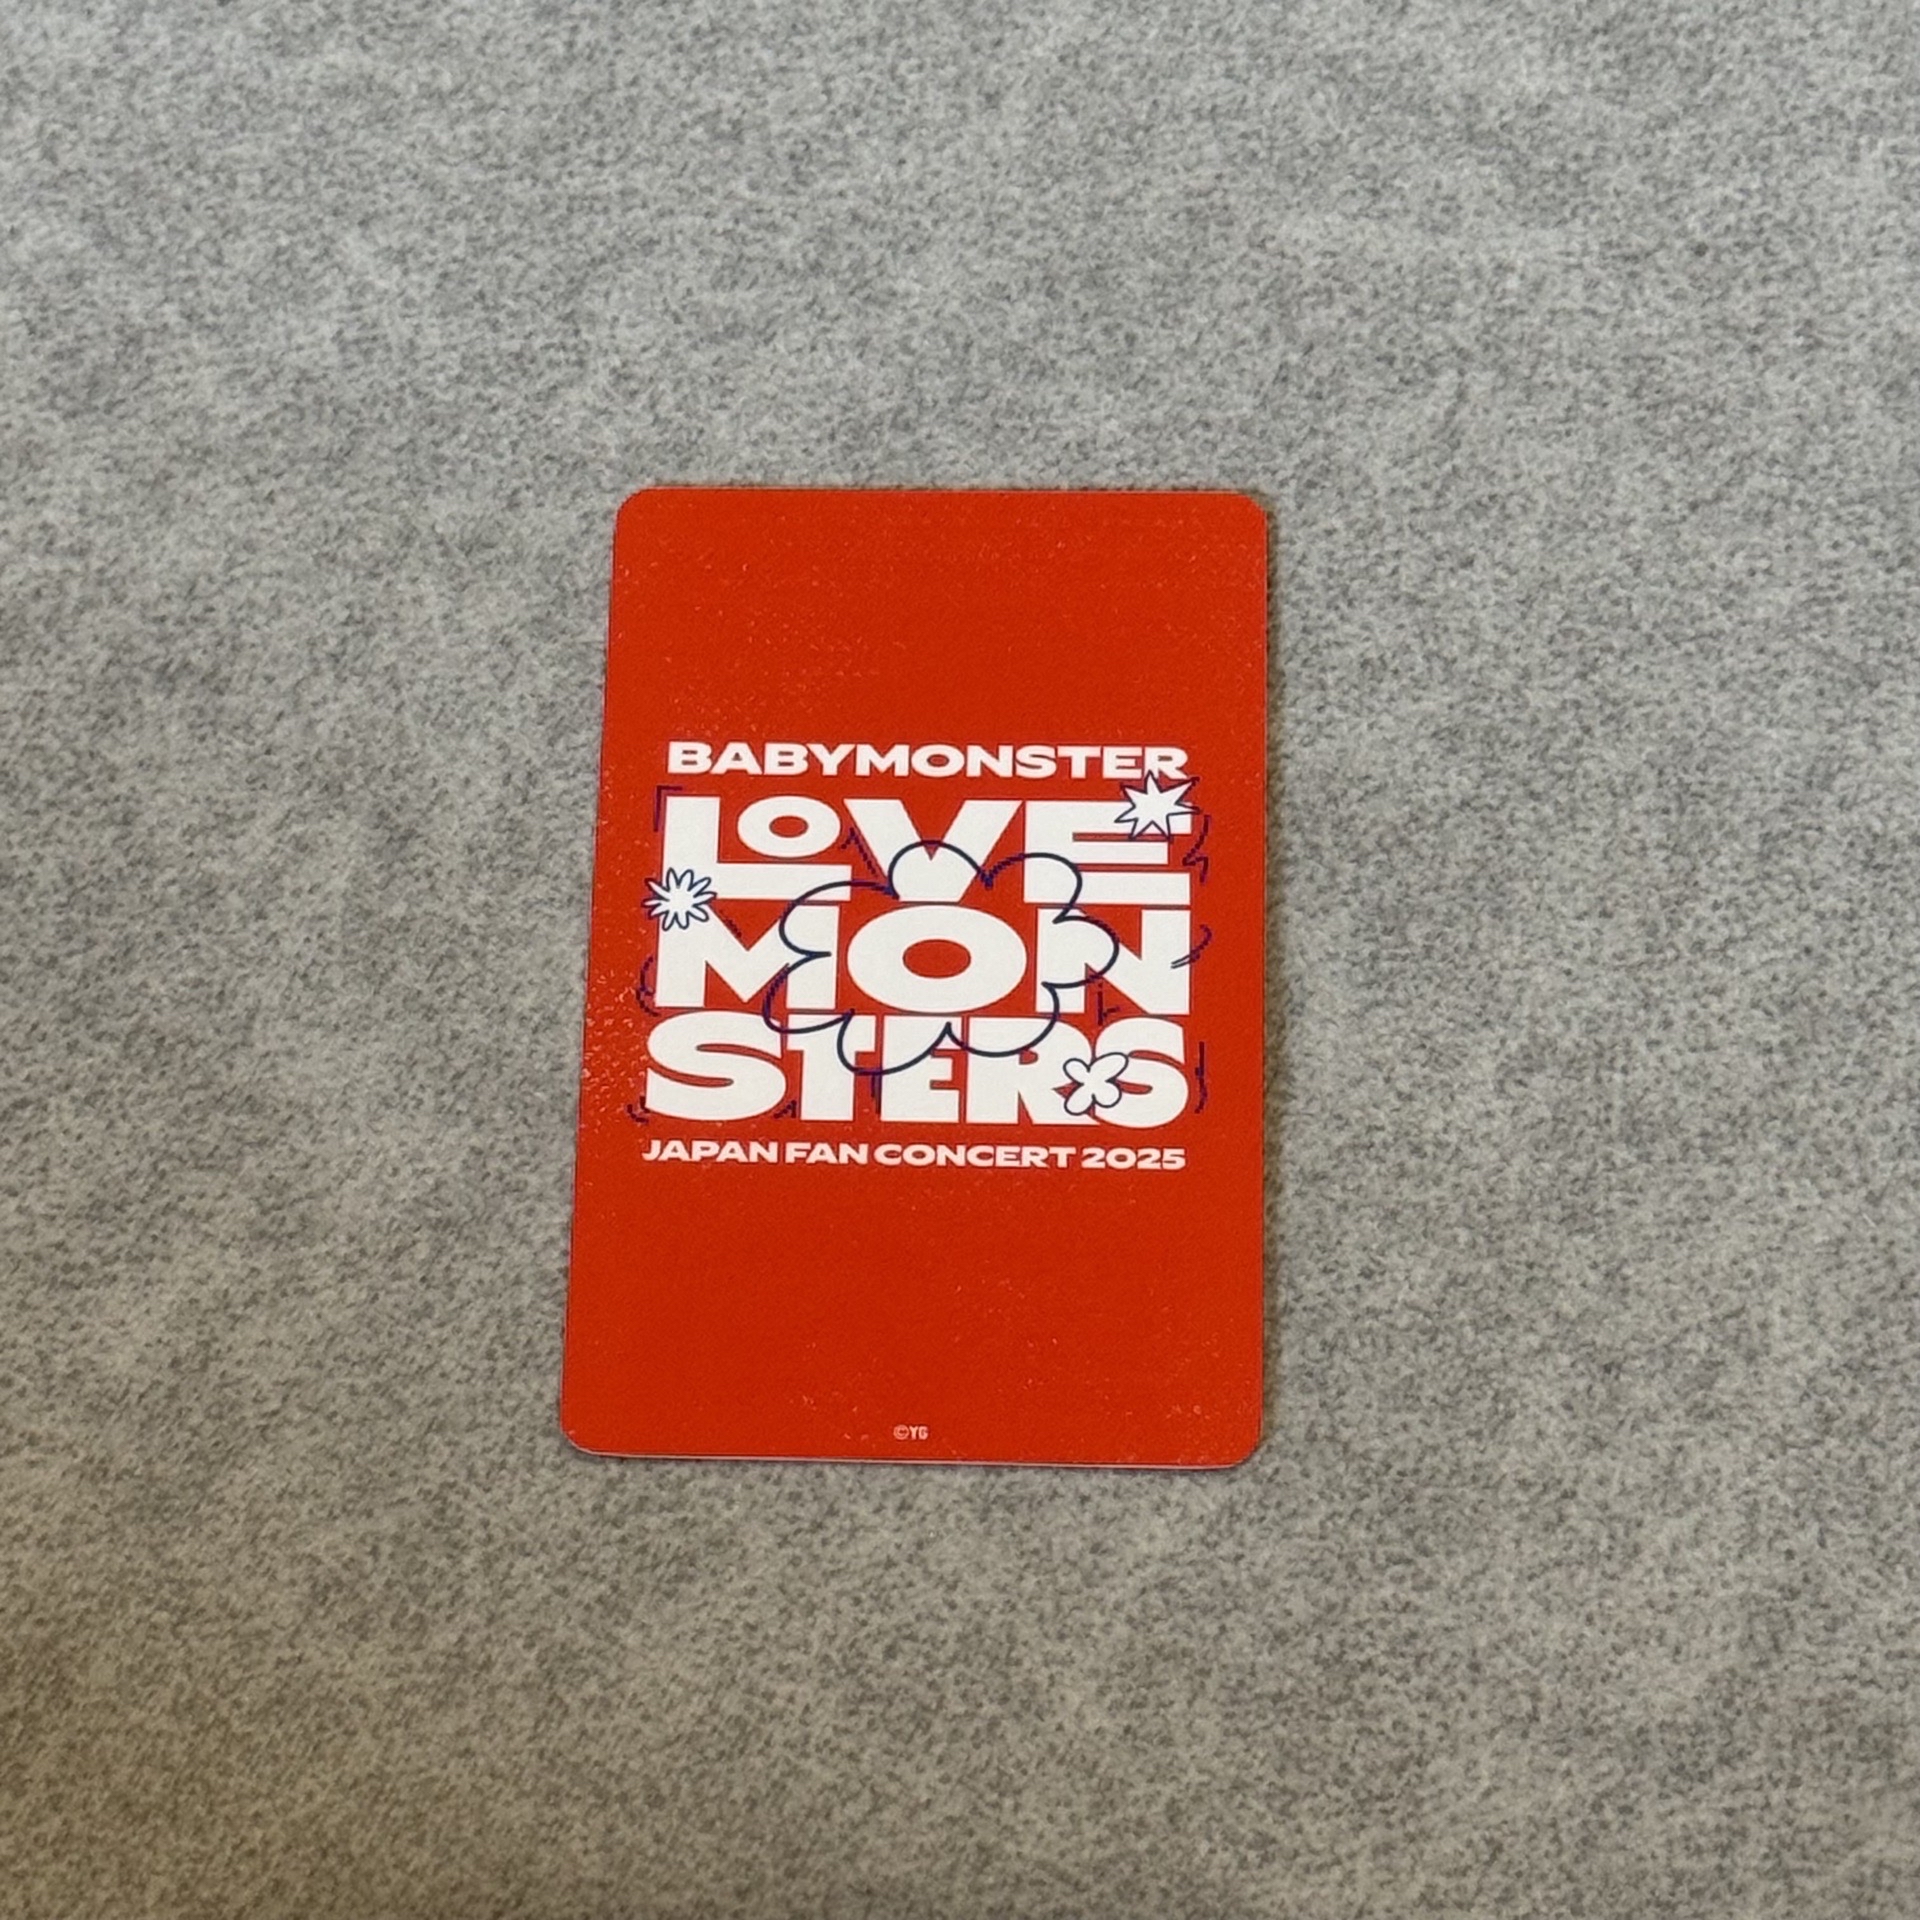 BABYMONSTER
LOVE
MON
STERS
JAPAN FAN CONCERT 2025
©YG